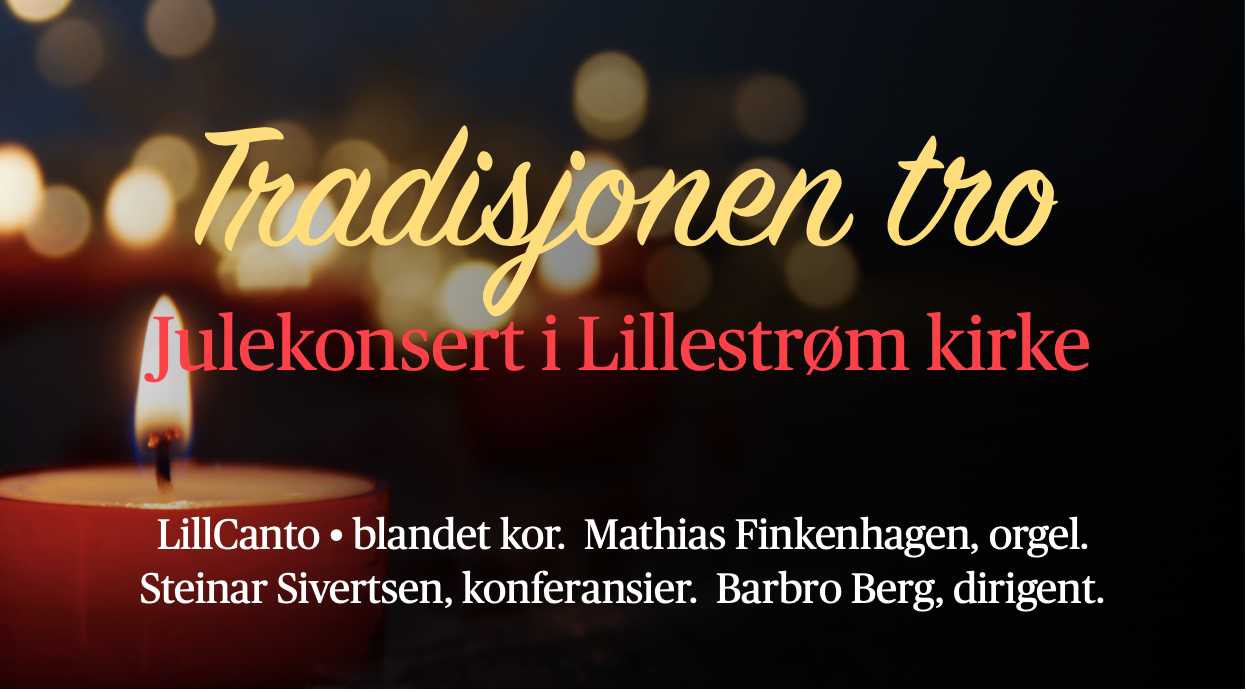 Tradisjonen tro
Julekonsert i Lillestrøm kirke
LillCanto • blandet kor. Mathias Finkenhagen, orgel.
Steinar Sivertsen, konferansier. Barbro Berg, dirigent.